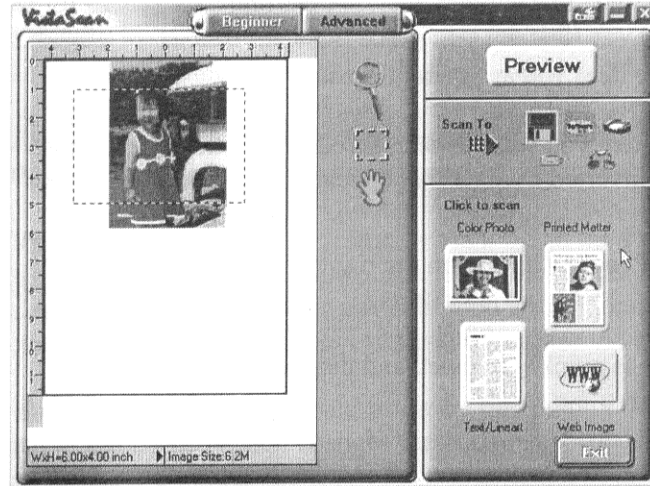 VistaScan
Beginner
Advanced
Preview
Scan To
Click to scan
Color Photo
Printed Matter
WWW
Text/Lineart
Web Image
WxH=6.00x4.00 inch
Image Size:6.2M
Exit